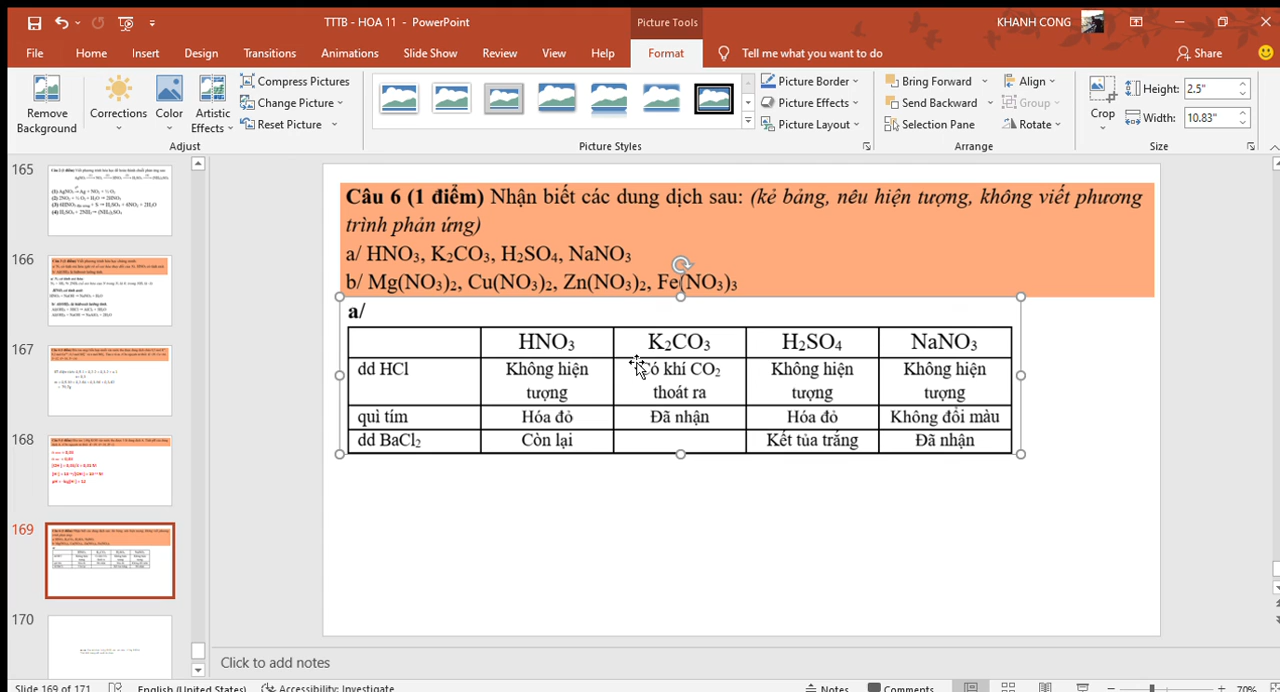 TTTB - HOA 11 - PowerPoint
Picture Tools
KHANH CONG
File Home Insert Design Transitions Animations Slide Show Review View Help Format Tell me what you want to do Share
Remove Background
Corrections
Color
Artistic Effects
Compress Pictures
Change Picture
Reset Picture
Adjust
Picture Styles
Picture Border
Picture Effects
Picture Layout
Bring Forward
Send Backward
Selection Pane
Align
Group
Rotate
Arrange
Crop
Height: 2.5"
Width: 10.83"
Size
165
166
167
168
169
170
Câu 6 (1 điểm) Nhận biết các dung dịch sau: (kẻ bảng, nêu hiện tượng, không viết phương
trình phản ứng)
a/ HNO₃, K₂CO₃, H₂SO₄, NaNO₃
b/ Mg(NO₃)₂, Cu(NO₃)₂, Zn(NO₃)₂, Fe(NO₃)₃
a/
HNO₃ K₂CO₃ H₂SO₄ NaNO₃
dd HCl Không hiện Có khí CO₂ Không hiện Không hiện
tượng thoát ra tượng tượng
quì tím Hóa đỏ Đã nhận Hóa đỏ Không đổi màu
dd BaCl₂ Còn lại Kết tủa trắng Đã nhận
Click to add notes
Slide 169 of 171 English (United States) Accessibility: Investigate Notes Comments 70%